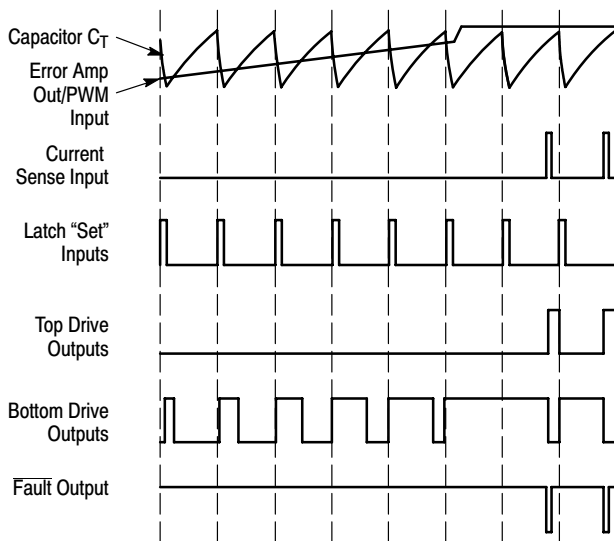 Capacitor CT
Error Amp
Out/PWM
Input
Current
Sense Input
Latch “Set”
Inputs
Top Drive
Outputs
Bottom Drive
Outputs
Fault Output